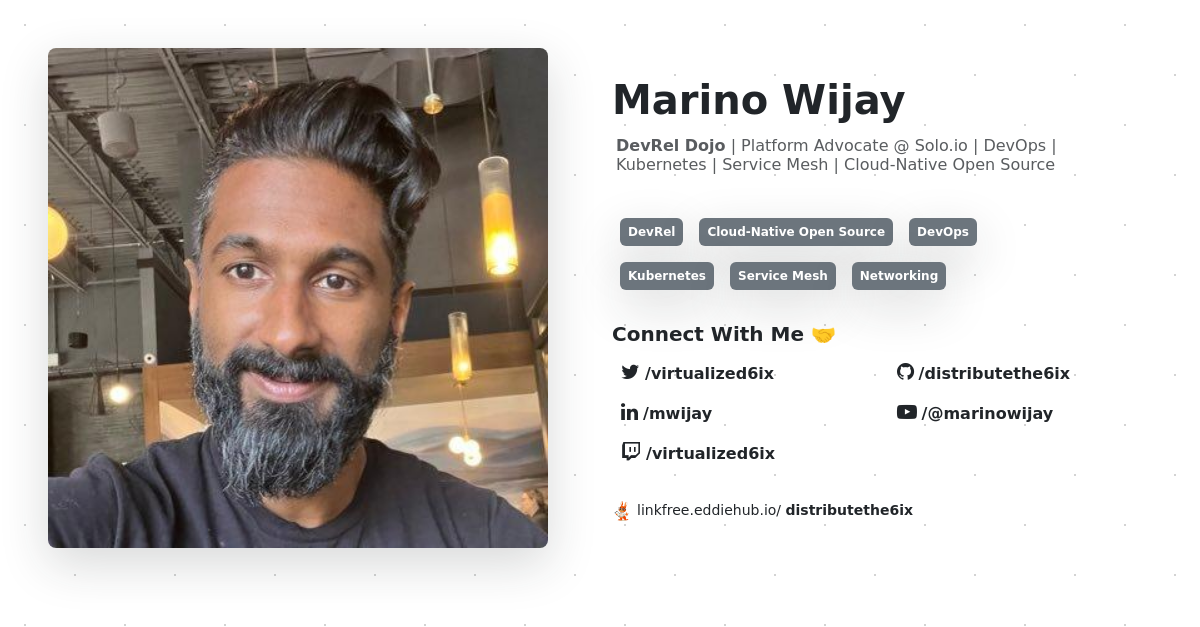 Marino Wijay
DevRel Dojo | Platform Advocate @ Solo.io | DevOps |
Kubernetes | Service Mesh | Cloud-Native Open Source
DevRel Cloud-Native Open Source DevOps
Kubernetes Service Mesh Networking
Connect With Me 🤝
/virtualized6ix /distributethe6ix
/mwijay /@marinowijay
/virtualized6ix
linkfree.eddiehub.io/ distributethe6ix